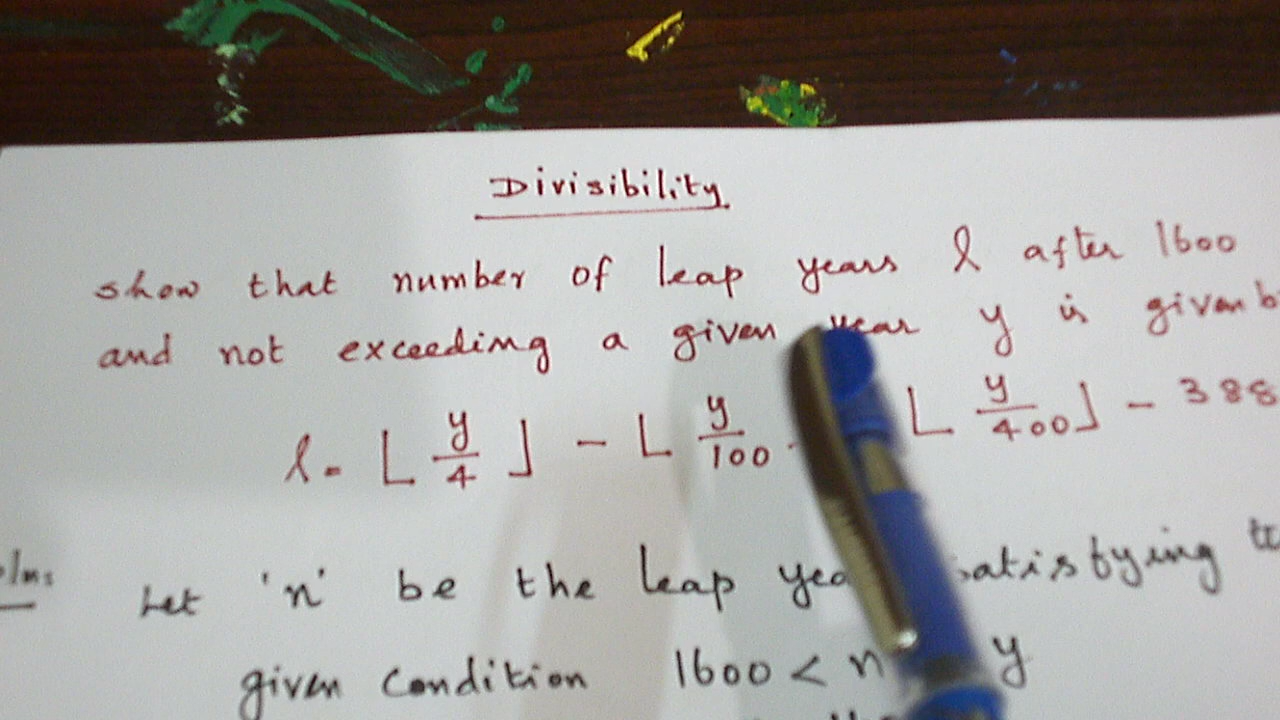 Divisibility
show that number of leap years l after 1600
and not exceeding a given year y is given b
l = ⌊ y/4 ⌋ - ⌊ y/100 ⌊ y/400 ⌋ - 388
Let 'n' be the leap satisfying
given condition 1600 < n y